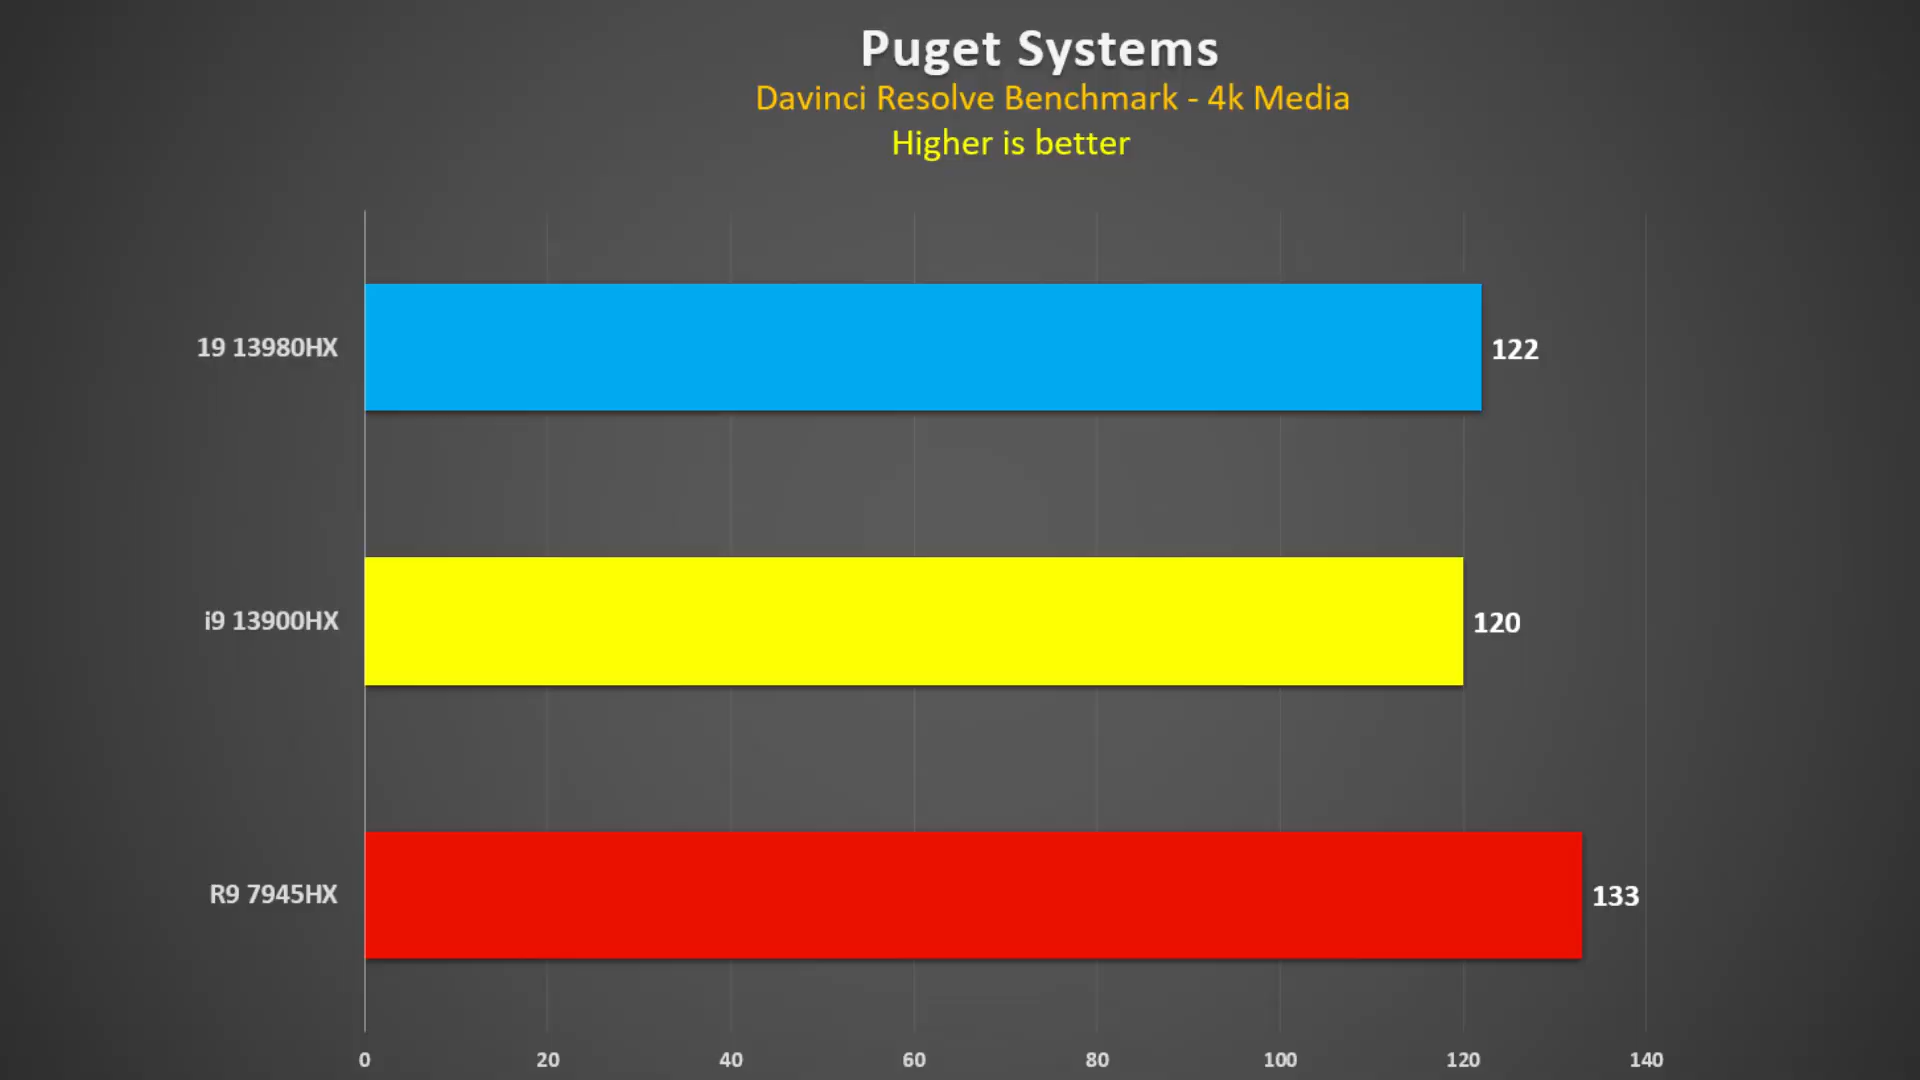 Puget Systems
Davinci Resolve Benchmark - 4k Media
Higher is better
19 13980HX
122
i9 13900HX
120
R9 7945HX
133
0 20 40 60 80 100 120 140